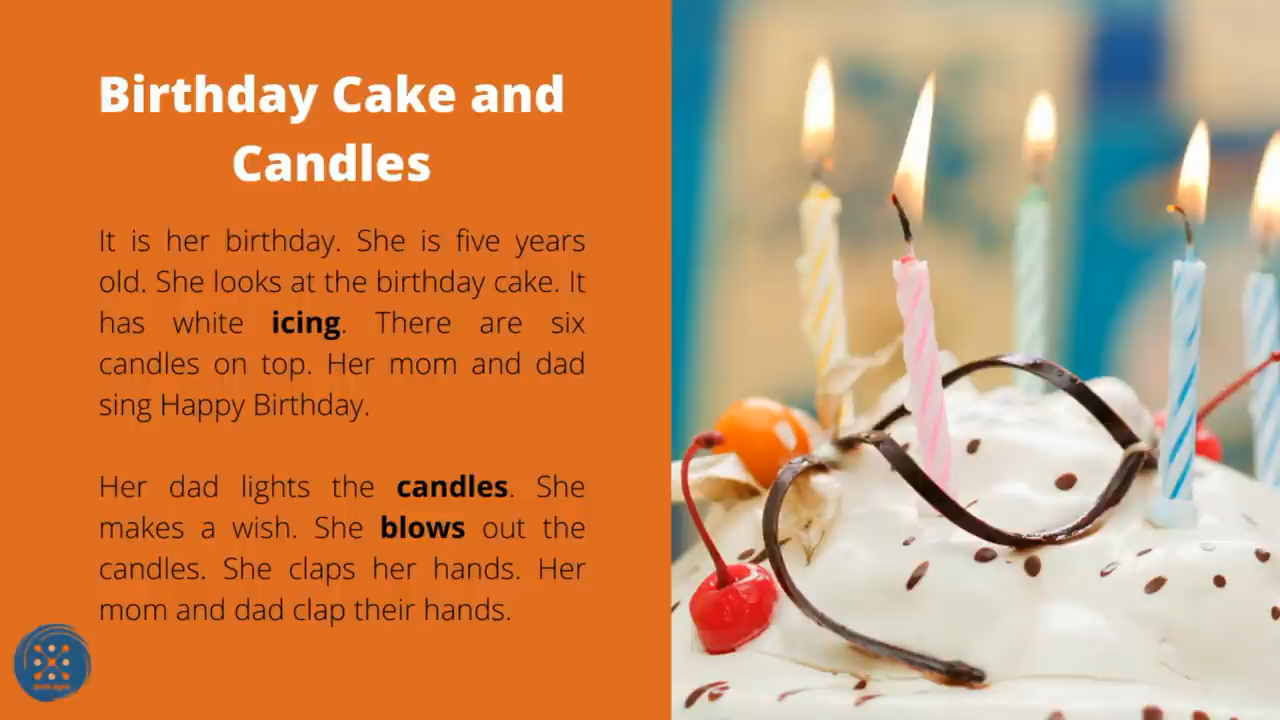 Birthday Cake and
Candles
It is her birthday. She is five years
old. She looks at the birthday cake. It
has white icing. There are six
candles on top. Her mom and dad
sing Happy Birthday.
Her dad lights the candles. She
makes a wish. She blows out the
candles. She claps her hands. Her
mom and dad clap their hands.